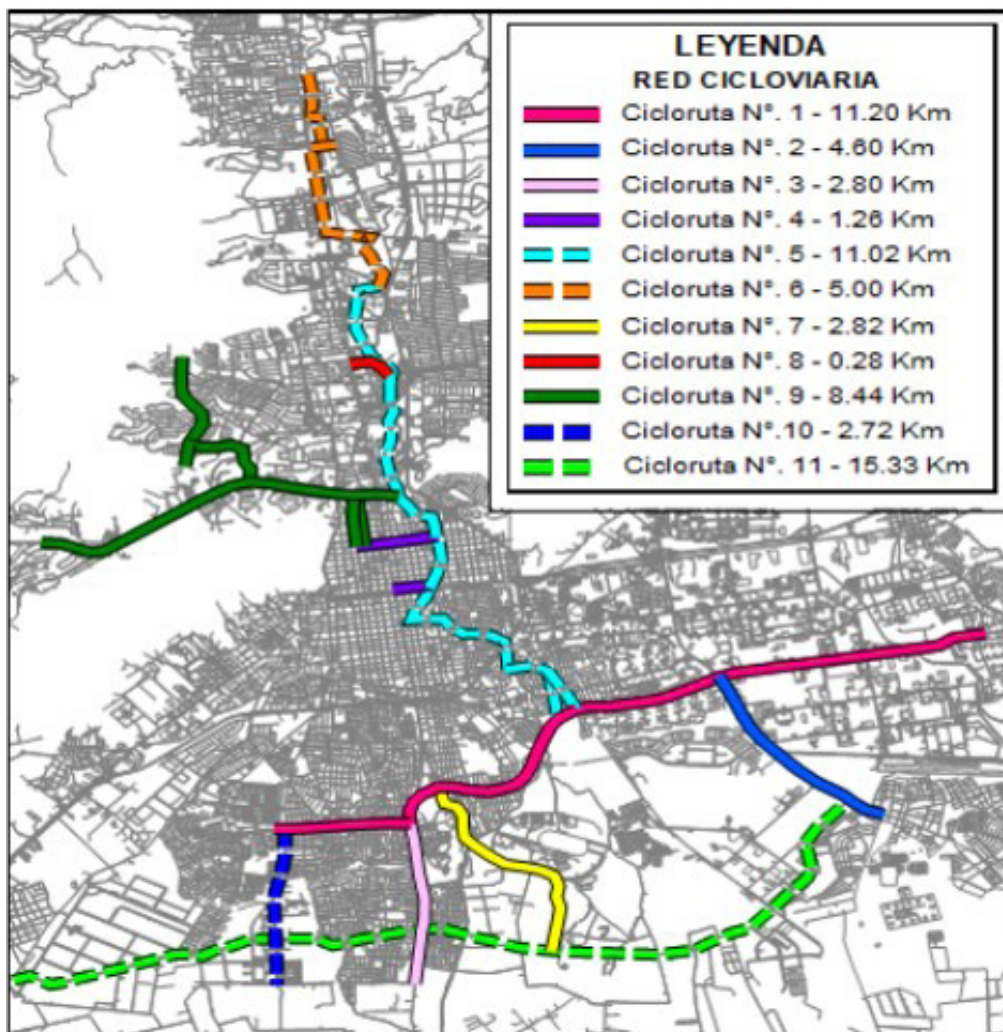 LEYENDA
RED CICLOVIARIA
Cicloruta N°. 1 - 11.20 Km
Cicloruta N°. 2 - 4.60 Km
Cicloruta N°. 3 - 2.80 Km
Cicloruta N°. 4 - 1.26 Km
Cicloruta N°. 5 - 11.02 Km
Cicloruta N°. 6 - 5.00 Km
Cicloruta N°. 7 - 2.82 Km
Cicloruta N°. 8 - 0.28 Km
Cicloruta N°. 9 - 8.44 Km
Cicloruta N°.10 - 2.72 Km
Cicloruta N°. 11 - 15.33 Km